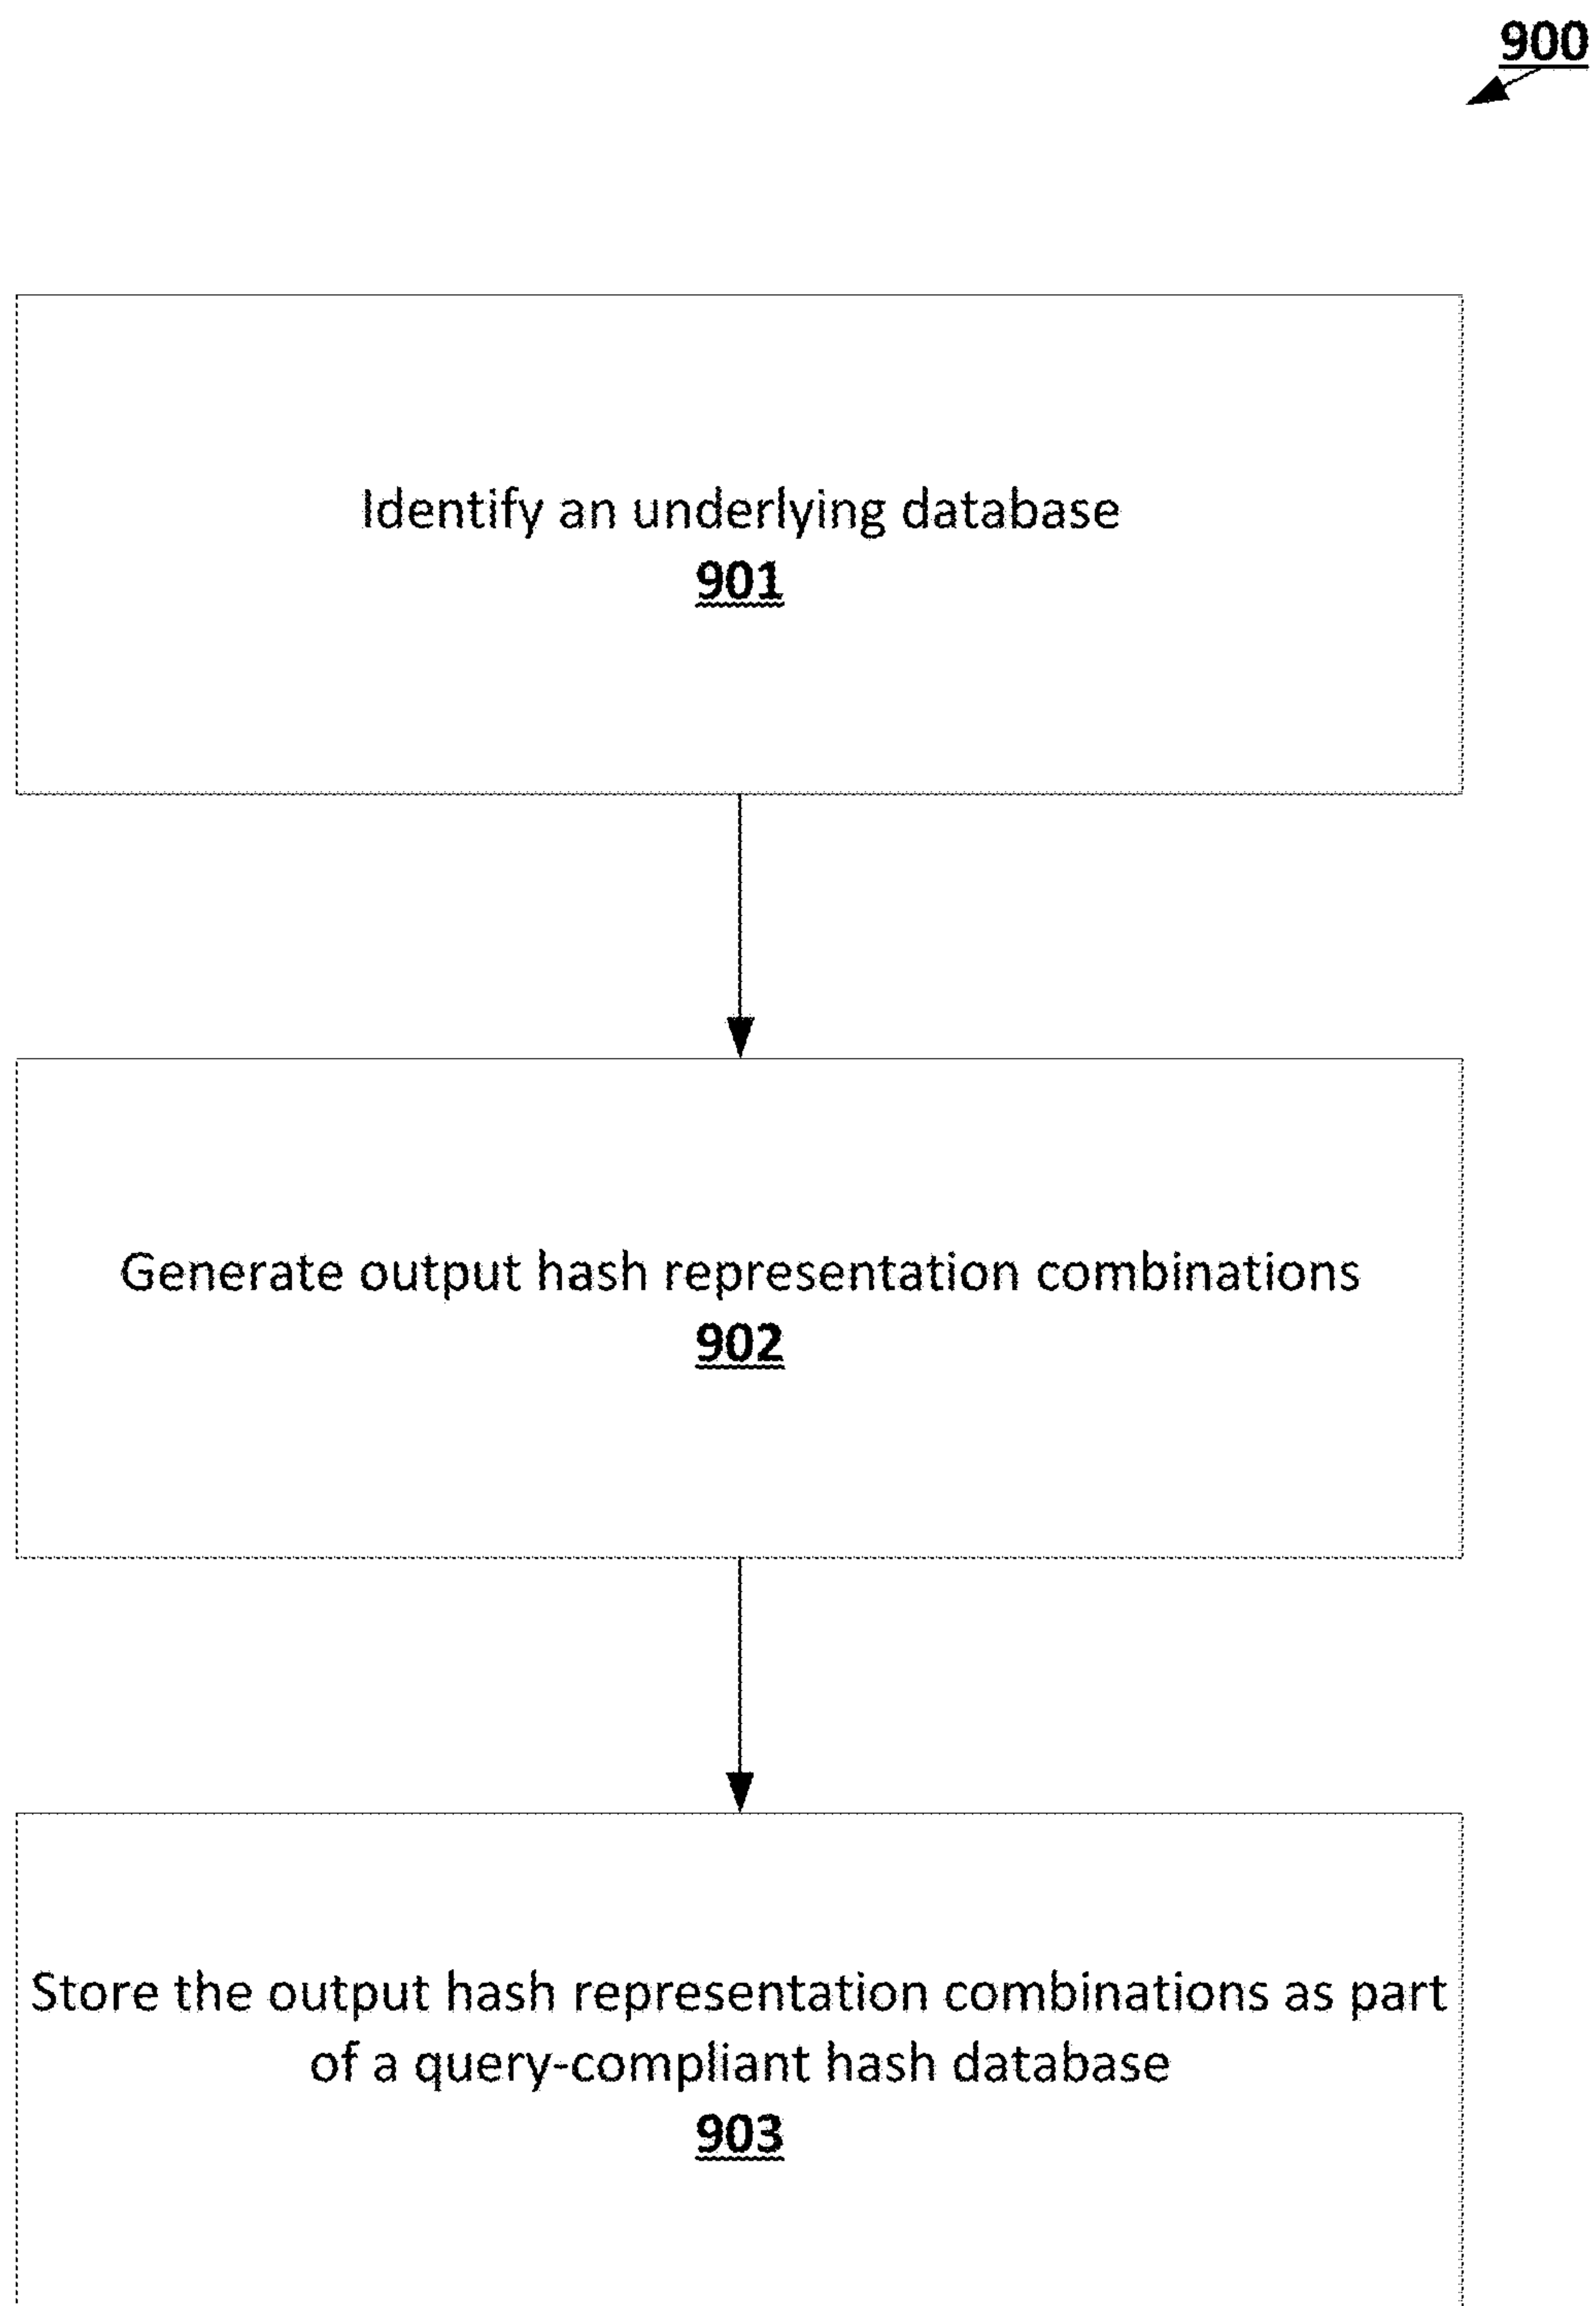 900
Identify an underlying database
901
Generate output hash representation combinations
902
Store the output hash representation combinations as part
of a query-compliant hash database
903